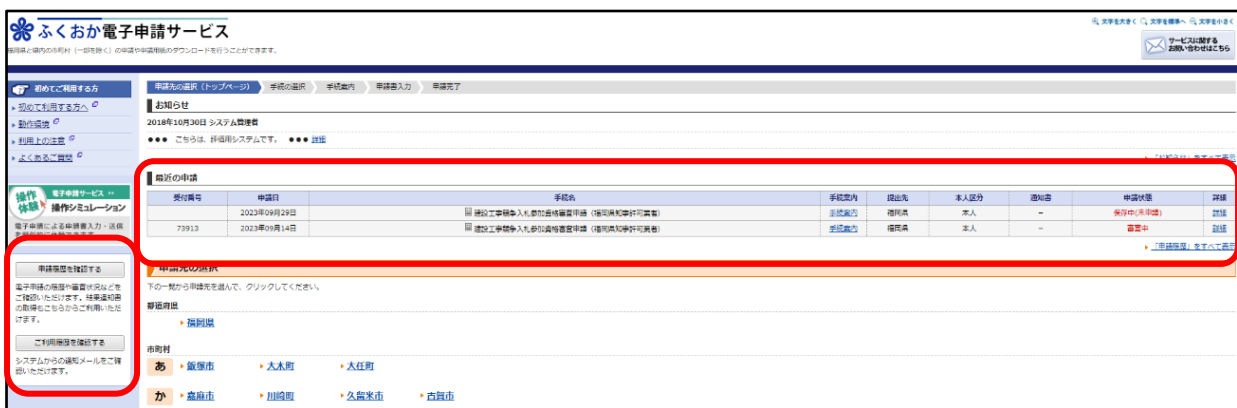 文字を大きく 文字を標準へ 文字を小さく
ふくおか電子申請サービス
福岡県と県内の市町村（一部を除く）の申請や申請用紙のダウンロードを行うことができます。
サービスに関する
お問い合わせはこちら
初めてご利用する方
初めて利用する方へ
動作環境
利用上の注意
よくあるご質問
操作体験
電子申請サービス
操作シミュレーション
電子申請による申請書入力・送信
申請履歴を確認する
電子申請の履歴や審査状況などを
ご確認いただけます。結果通知書
の取得もこちらからご利用いただ
けます。
ご利用履歴を確認する
システムからの通知メールをご確
認いただけます。
申請先の選択（トップページ） 手続の選択 手続案内 申請書入力 申請完了
お知らせ
2018年10月30日 システム管理者
●●● こちらは、評価用システムです。 ●●● 詳細
「お知らせ」をすべて表示
最近の申請
受付番号 申請日 手続名 手続案内 提出先 本人区分 通知書 申請状態 詳細
2023年09月29日 建設工事競争入札参加資格審査申請（福岡県知事許可業者） 手続案内 福岡県 本人 − 保存中(未申請) 詳細
73913 2023年09月14日 建設工事競争入札参加資格審査申請（福岡県知事許可業者） 手続案内 福岡県 本人 − 審査中 詳細
「申請履歴」をすべて表示
申請先の選択
下の一覧から申請先を選んで、クリックしてください。
都道府県
福岡県
市町村
あ 飯塚市 大木町 大任町
か 嘉麻市 川崎町 久留米市 古賀市